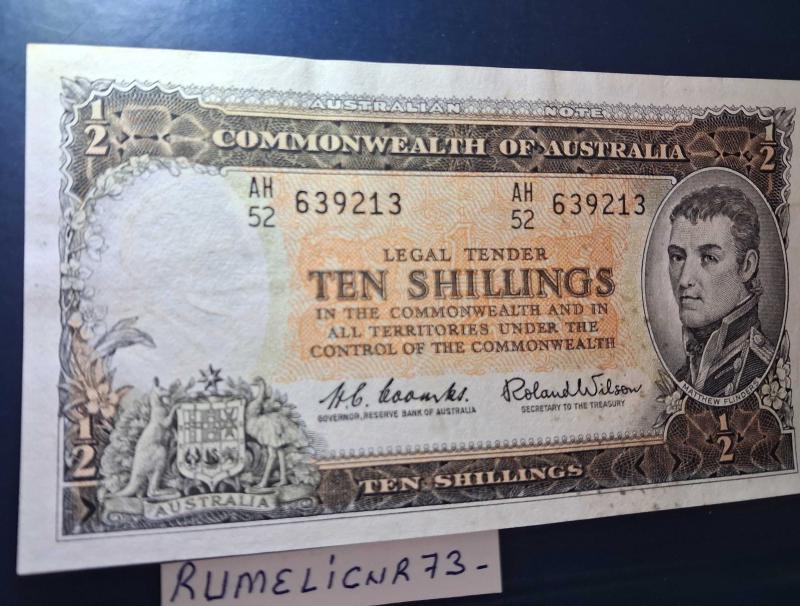 AUSTRALIAN NOTE
1/2 COMMONWEALTH OF AUSTRALIA 1/2
AH 52 639213 AH 52 639213
LEGAL TENDER
TEN SHILLINGS
IN THE COMMONWEALTH AND IN
ALL TERRITORIES UNDER THE
CONTROL OF THE COMMONWEALTH
H.C. Coombs. Roland Wilson
GOVERNOR, RESERVE BANK OF AUSTRALIA SECRETARY TO THE TREASURY
MATTHEW FLINDERS
1/2 1/2
TEN SHILLINGS
AUSTRALIA
RUMELICNR73-